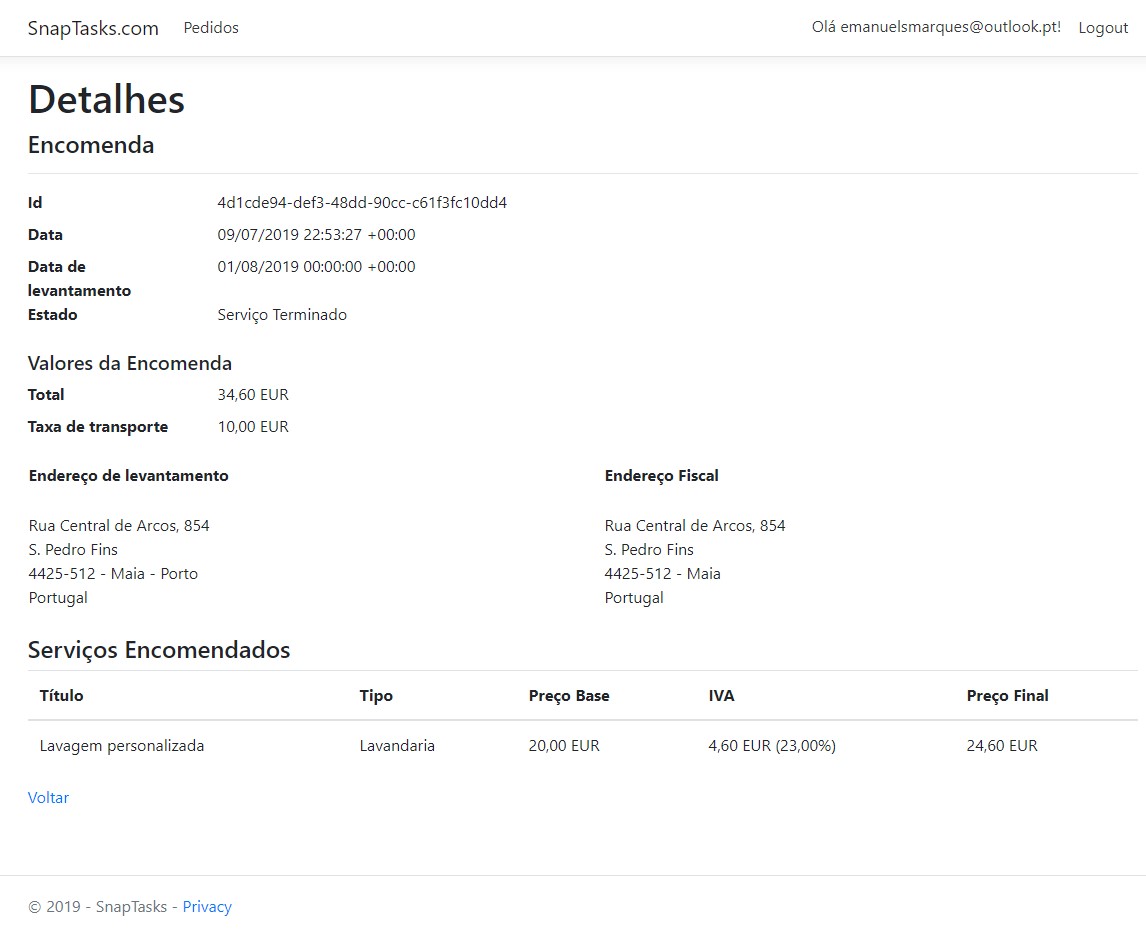 SnapTasks.com Pedidos Olá emanuelsmarques@outlook.pt! Logout
Detalhes
Encomenda
Id 4d1cde94-def3-48dd-90cc-c61f3fc10dd4
Data 09/07/2019 22:53:27 +00:00
Data de levantamento 01/08/2019 00:00:00 +00:00
Estado Serviço Terminado
Valores da Encomenda
Total 34,60 EUR
Taxa de transporte 10,00 EUR
Endereço de levantamento
Rua Central de Arcos, 854
S. Pedro Fins
4425-512 - Maia - Porto
Portugal
Endereço Fiscal
Rua Central de Arcos, 854
S. Pedro Fins
4425-512 - Maia
Portugal
Serviços Encomendados
Título Tipo Preço Base IVA Preço Final
Lavagem personalizada Lavandaria 20,00 EUR 4,60 EUR (23,00%) 24,60 EUR
Voltar
© 2019 - SnapTasks - Privacy